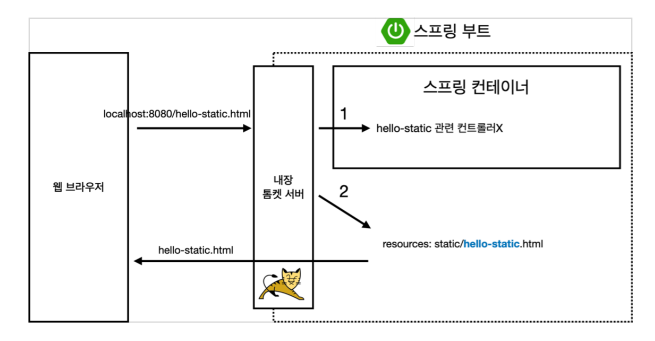 스프링 부트
스프링 컨테이너
localhost:8080/hello-static.html
1
hello-static 관련 컨트롤러X
웹 브라우저
내장
톰켓 서버
2
resources: static/hello-static.html
hello-static.html